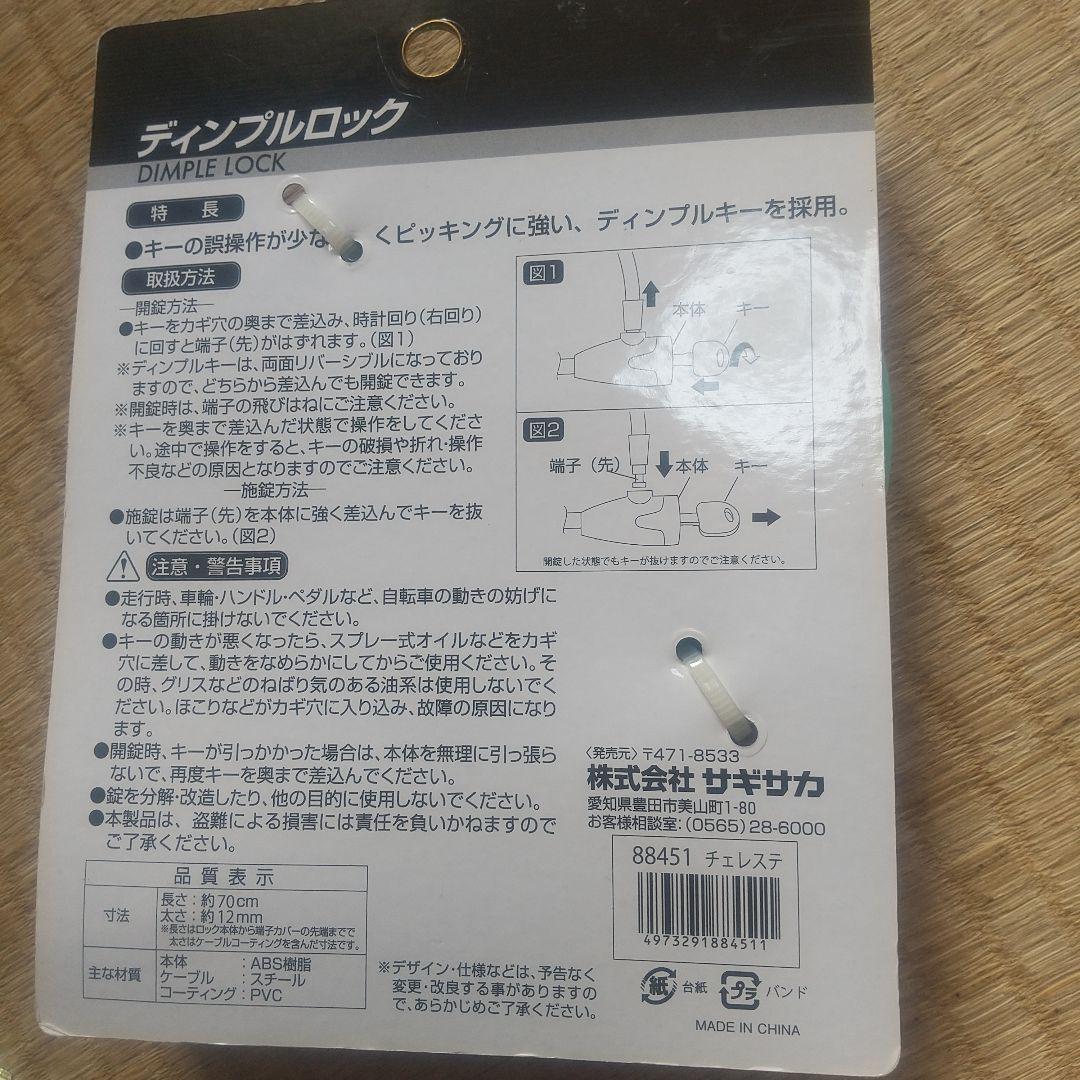 ディンプルロック
DIMPLE LOCK
特 長
●キーの誤操作が少な くピッキングに強い、ディンプルキーを採用。
取扱方法
―開錠方法―
●キーをカギ穴の奥まで差込み、時計回り(右回り)
に回すと端子(先)がはずれます。(図1)
※ディンプルキーは、両面リバーシブルになっており
ますので、どちらから差込んでも開錠できます。
※開錠時は、端子の飛びはねにご注意ください。
※キーを奥まで差込んだ状態で操作をしてくださ
い。途中で操作をすると、キーの破損や折れ・操作
不良などの原因となりますのでご注意ください。
―施錠方法―
●施錠は端子(先)を本体に強く差込んでキーを抜
いてください。(図2)
図1
本体
キー
図2
端子(先)
本体
キー
開錠した状態でもキーが抜けますのでご注意ください。
注意・警告事項
●走行時、車輪・ハンドル・ペダルなど、自転車の動きの妨げに
なる箇所に掛けないでください。
●キーの動きが悪くなったら、スプレー式オイルなどをカギ
穴に差して、動きをなめらかにしてからご使用ください。そ
の時、グリスなどのねばり気のある油系は使用しないでく
ださい。ほこりなどがカギ穴に入り込み、故障の原因になり
ます。
●開錠時、キーが引っかかった場合は、本体を無理に引っ張ら
ないで、再度キーを奥まで差込んでください。
●錠を分解・改造したり、他の目的に使用しないでください。
●本製品は、盗難による損害には責任を負いかねますので
ご了承ください。
品質表示
寸法
長さ:約70cm
太さ:約12mm
※長さはロック本体から端子カバーの先端までで
太さはケーブルコーティングを含んだ寸法です。
主な材質
本体 :ABS樹脂
ケーブル :スチール
コーティング:PVC
※デザイン・仕様などは、予告なく
変更・改良する事がありますの
で、あらかじめご了承ください。
〈発売元〉〒471-8533
株式会社 サギサカ
愛知県豊田市美山町1-80
お客様相談室:(0565)28-6000
88451 チェレステ
4973291884511
紙 台紙
プラ バンド
MADE IN CHINA